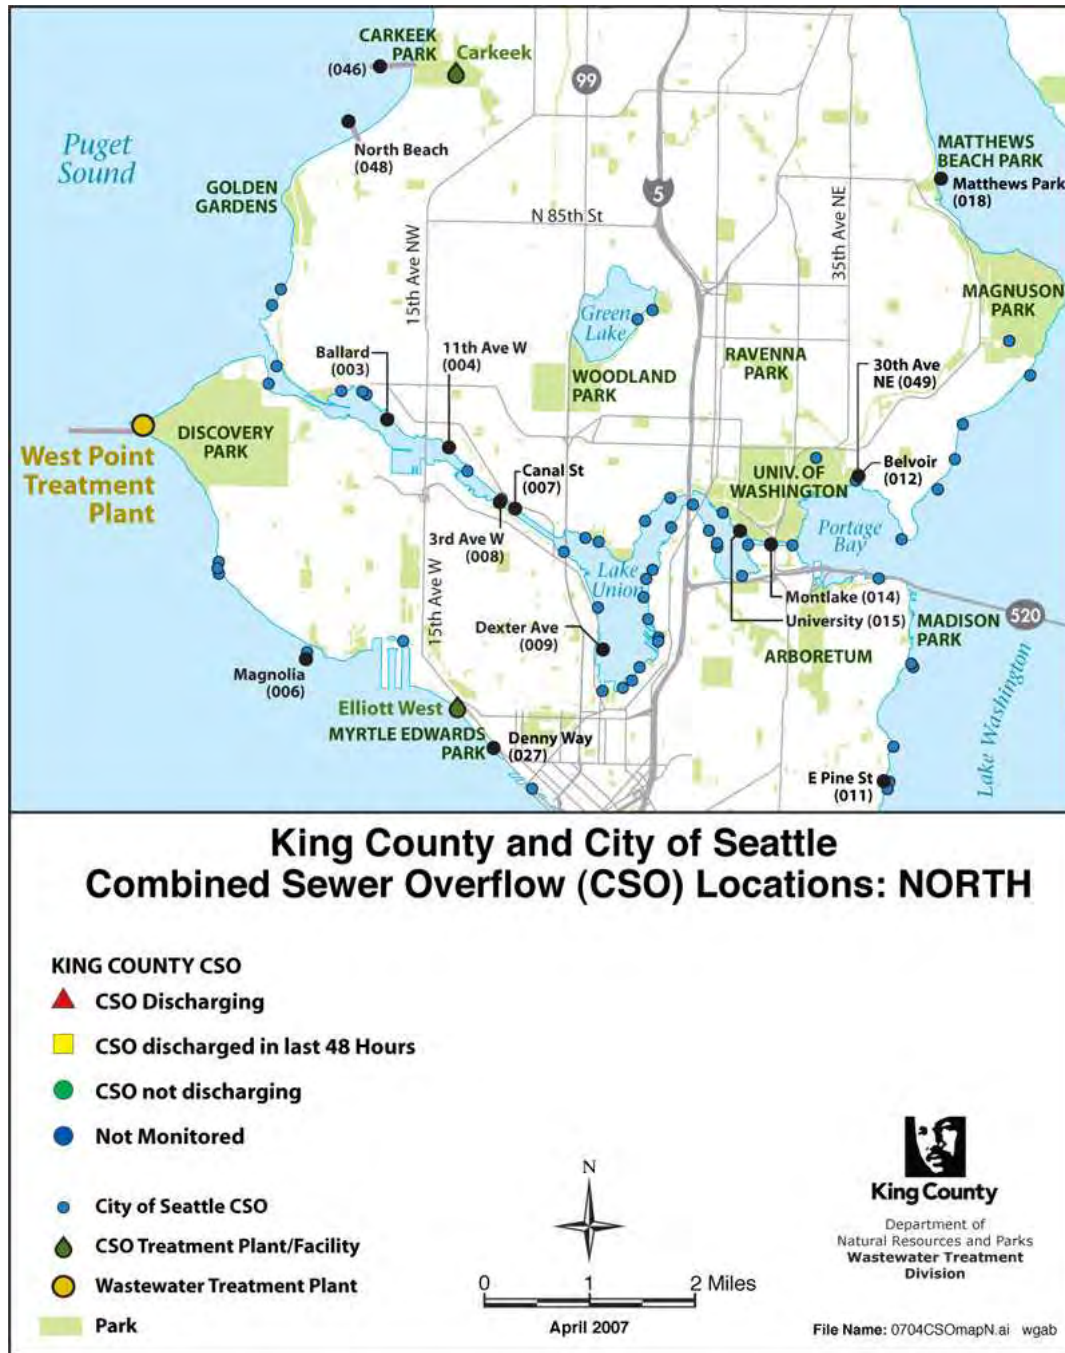 CARKEEK
PARK
Carkeek
(046)
99
Puget
Sound
North Beach
(048)
MATTHEWS
BEACH PARK
Matthews Park
(018)
GOLDEN
GARDENS
5
N 85th St
35th Ave NE
15th Ave NW
MAGNUSON
PARK
Green
Lake
Ballard
(003)
11th Ave W
(004)
RAVENNA
PARK
30th Ave
NE (049)
WOODLAND
PARK
DISCOVERY
PARK
West Point
Treatment
Plant
Canal St
(007)
UNIV. OF
WASHINGTON
Belvoir
(012)
3rd Ave W
(008)
Portage
Bay
Lake
Union
15th Ave W
Montlake (014)
520
Dexter Ave
(009)
University (015)
MADISON
PARK
ARBORETUM
Magnolia
(006)
Lake Washington
Elliott West
MYRTLE EDWARDS
PARK
Denny Way
(027)
E Pine St
(011)
King County and City of Seattle
Combined Sewer Overflow (CSO) Locations: NORTH
KING COUNTY CSO
CSO Discharging
CSO discharged in last 48 Hours
CSO not discharging
Not Monitored
City of Seattle CSO
CSO Treatment Plant/Facility
Wastewater Treatment Plant
Park
N
0 1 2 Miles
April 2007
King County
Department of
Natural Resources and Parks
Wastewater Treatment
Division
File Name: 0704CSOmapN.ai wgab